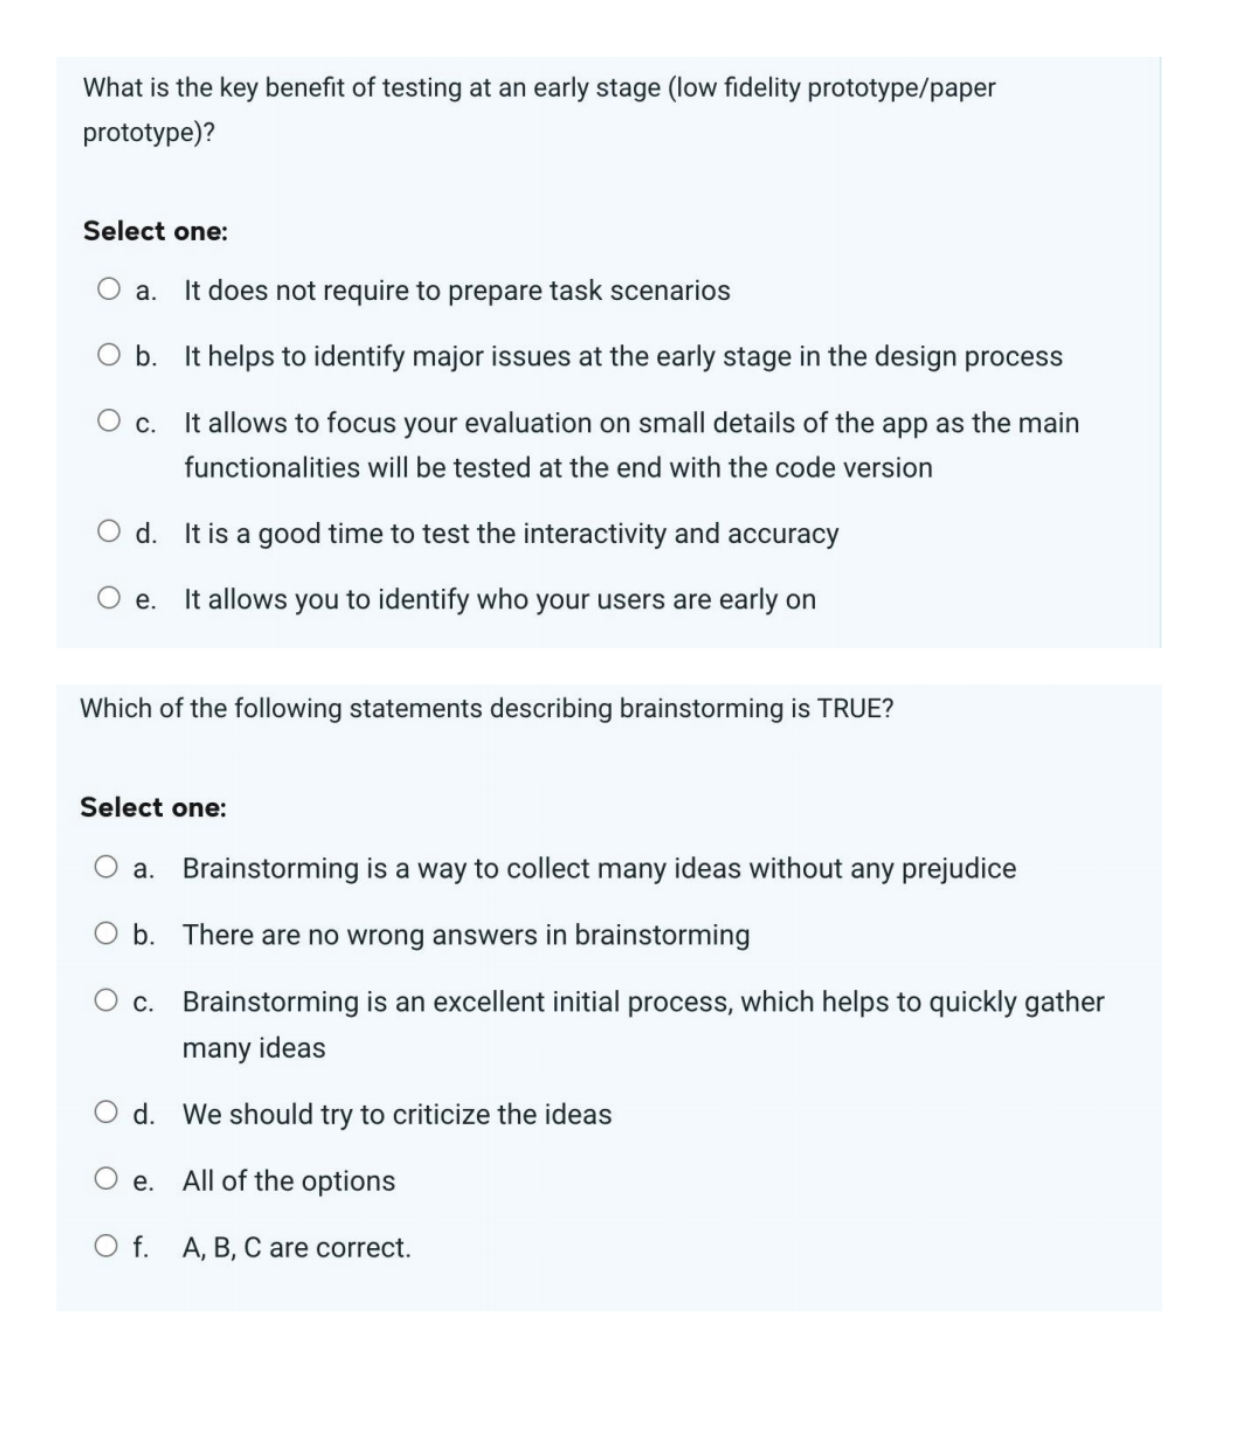 What is the key benefit of testing at an early stage (low fidelity prototype/paper
prototype)?
Select one:
a. It does not require to prepare task scenarios
b. It helps to identify major issues at the early stage in the design process
c. It allows to focus your evaluation on small details of the app as the main
functionalities will be tested at the end with the code version
d. It is a good time to test the interactivity and accuracy
e. It allows you to identify who your users are early on
Which of the following statements describing brainstorming is TRUE?
Select one:
a. Brainstorming is a way to collect many ideas without any prejudice
b. There are no wrong answers in brainstorming
c. Brainstorming is an excellent initial process, which helps to quickly gather
many ideas
d. We should try to criticize the ideas
e. All of the options
f. A, B, C are correct.